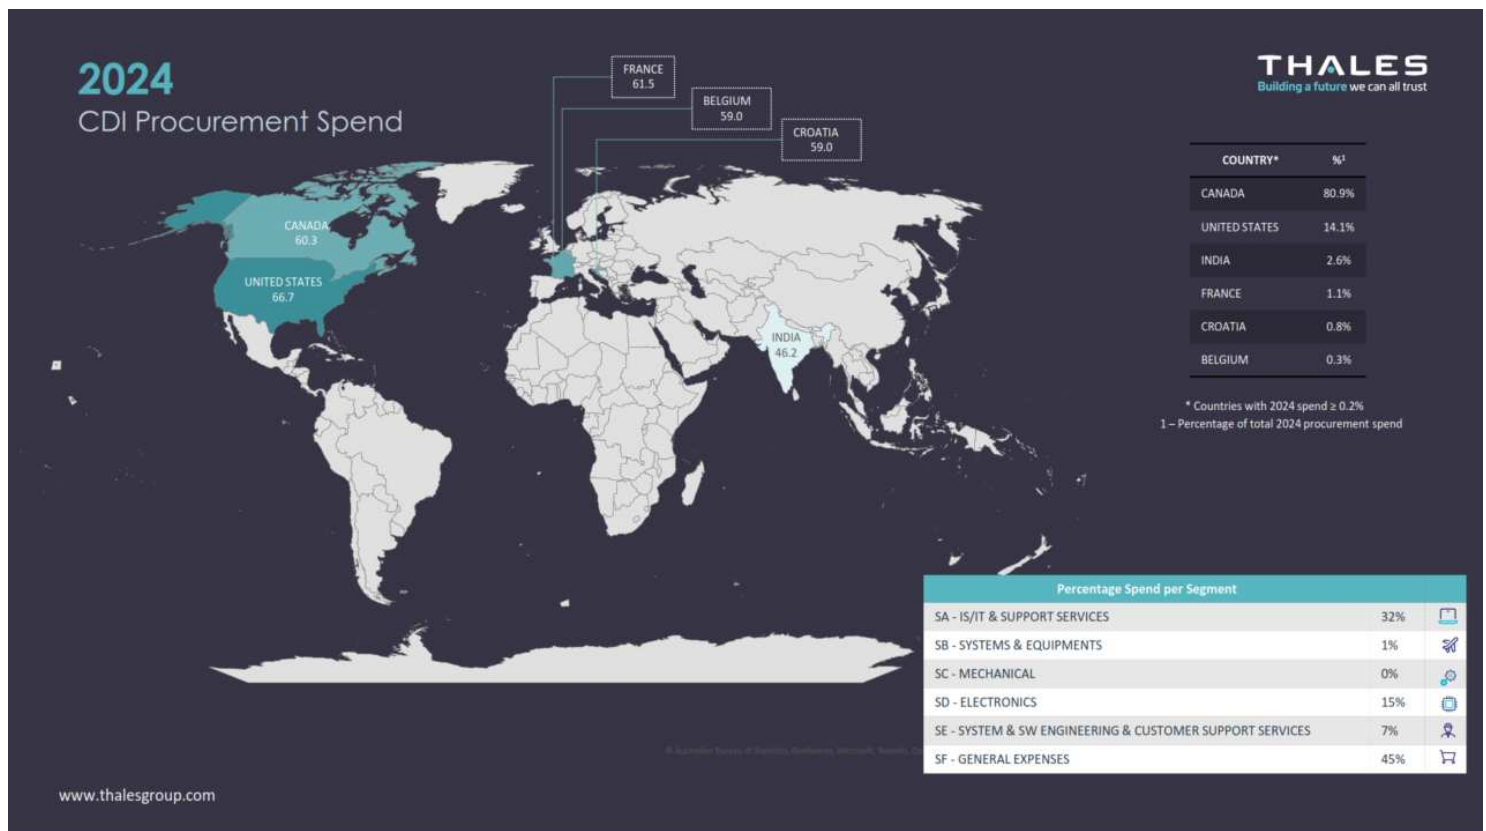 2024
CDI Procurement Spend
THALES
Building a future we can all trust
FRANCE
61.5
BELGIUM
59.0
CROATIA
59.0
CANADA
60.3
UNITED STATES
66.7
INDIA
46.2
COUNTRY* %¹
CANADA 80.9%
UNITED STATES 14.1%
INDIA 2.6%
FRANCE 1.1%
CROATIA 0.8%
BELGIUM 0.3%
* Countries with 2024 spend ≥ 0.2%
1 – Percentage of total 2024 procurement spend
Percentage Spend per Segment
SA - IS/IT & SUPPORT SERVICES 32%
SB - SYSTEMS & EQUIPMENTS 1%
SC - MECHANICAL 0%
SD - ELECTRONICS 15%
SE - SYSTEM & SW ENGINEERING & CUSTOMER SUPPORT SERVICES 7%
SF - GENERAL EXPENSES 45%
© Australian Bureau of Statistics, Microsoft,
www.thalesgroup.com